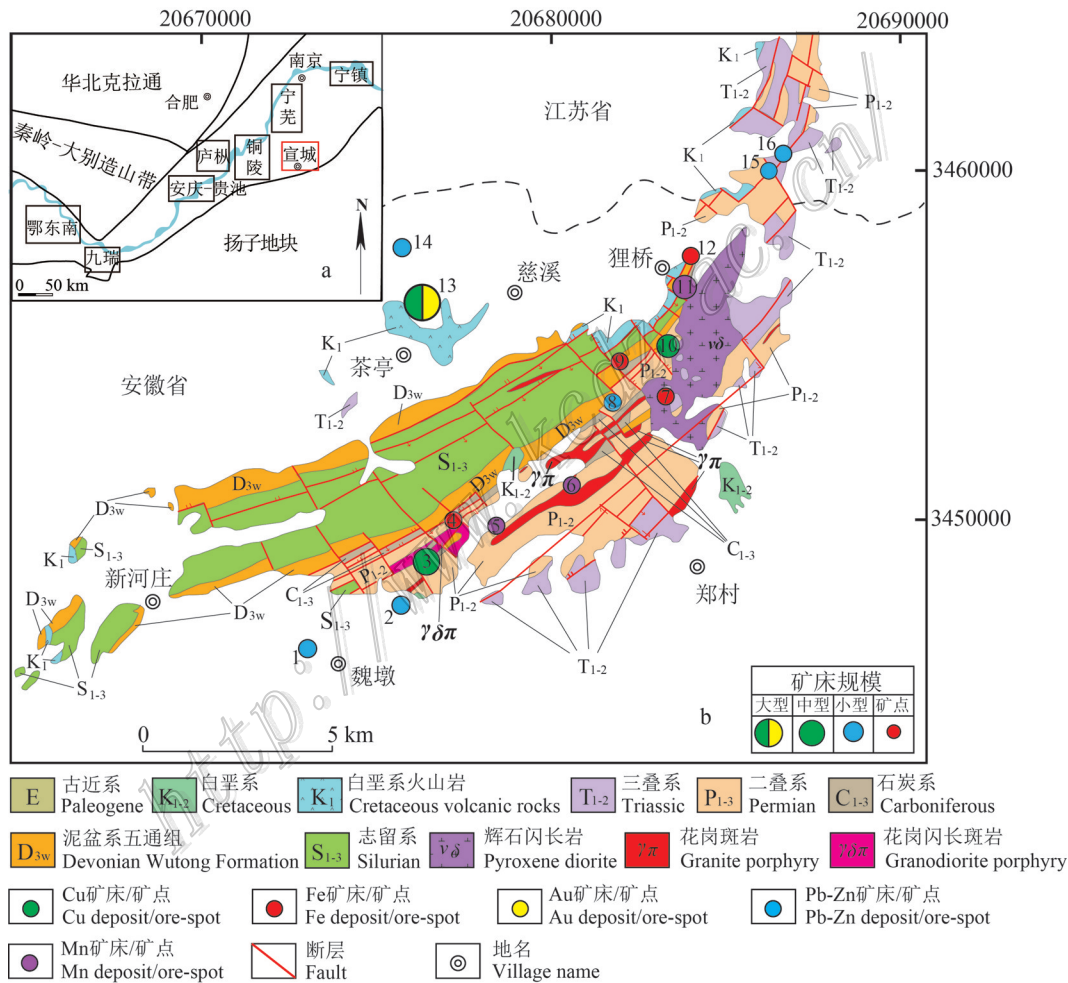 20670000
20680000
20690000
华北克拉通
合肥
南京
宁镇
宁芜
秦岭-大别造山带
庐枞
铜陵
宣城
安庆-贵池
鄂东南
九瑞
扬子地块
N
0 50 km
a
江苏省
安徽省
3460000
3450000
K1
T1-2
P1-2
K1
16
15
T1-2
P1-2
T1-2
狸桥
12
11
T1-2
14
慈溪
13
K1
K1
K1
茶亭
T1-2
D3w
10
νδ
9
P1-2
8
7
P1-2
T1-2
D3w
S1-3
γπ
γπ
K1-2
K1-2
D3w
D3w
D3w
6
P1-2
5
4
C1-3
K1
S1-3
新河庄
3
P1-2
C1-3
S1-3
P1-2
郑村
D3w
D3w
K1
S1-3
2
γδπ
1
魏墩
T1-2
b
0 5 km
矿床规模
大型 中型 小型 矿点
http://www.kcdz.ac.cn/
E 古近系 Paleogene
K1-2 白垩系 Cretaceous
K1 白垩系火山岩 Cretaceous volcanic rocks
T1-2 三叠系 Triassic
P1-3 二叠系 Permian
C1-3 石炭系 Carboniferous
D3w 泥盆系五通组 Devonian Wutong Formation
S1-3 志留系 Silurian
νδ 辉石闪长岩 Pyroxene diorite
γπ 花岗斑岩 Granite porphyry
γδπ 花岗闪长斑岩 Granodiorite porphyry
Cu矿床/矿点 Cu deposit/ore-spot
Fe矿床/矿点 Fe deposit/ore-spot
Au矿床/矿点 Au deposit/ore-spot
Pb-Zn矿床/矿点 Pb-Zn deposit/ore-spot
Mn矿床/矿点 Mn deposit/ore-spot
断层 Fault
地名 Village name